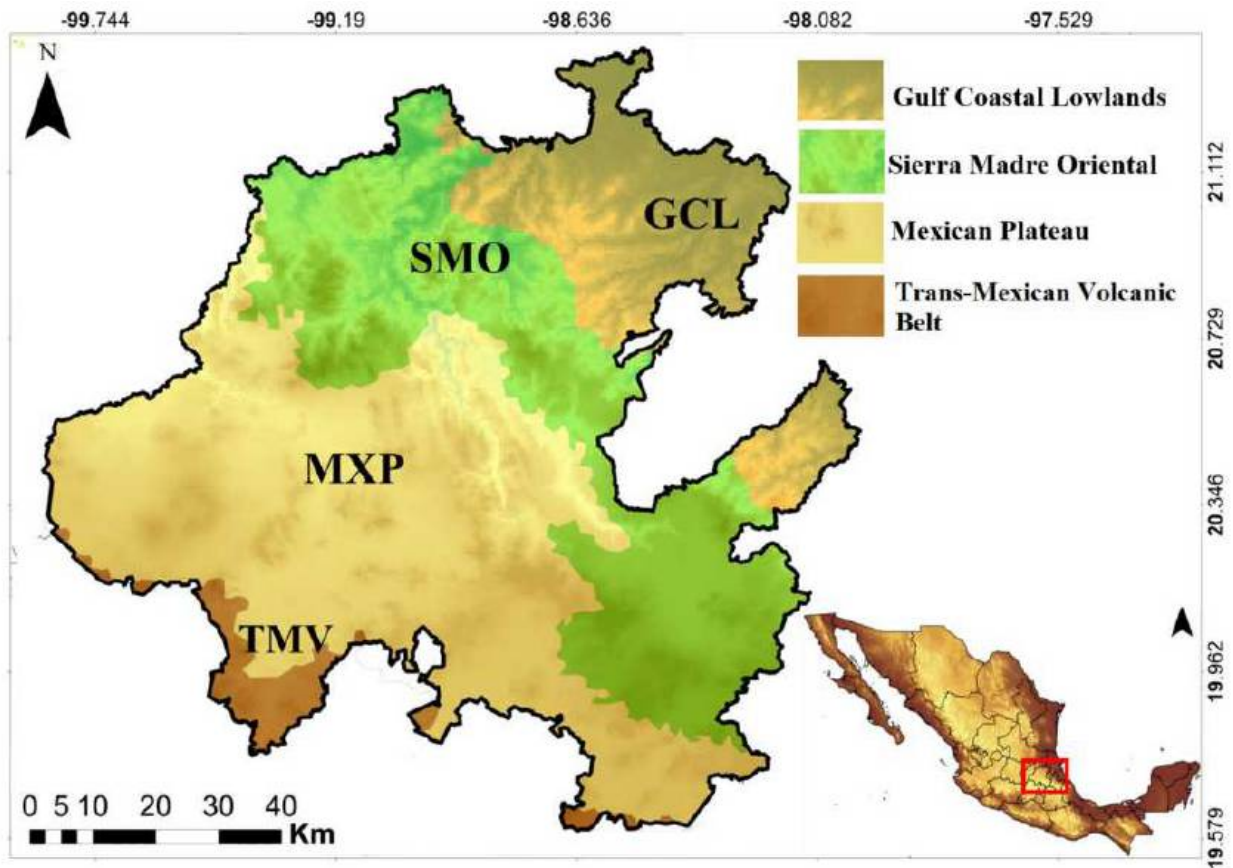 -99.744 -99.19 -98.636 -98.082 -97.529
N
Gulf Coastal Lowlands
Sierra Madre Oriental
Mexican Plateau
Trans-Mexican Volcanic
Belt
GCL
SMO
MXP
TMV
21.112
20.729
20.346
19.962
19.579
0 5 10 20 30 40
Km